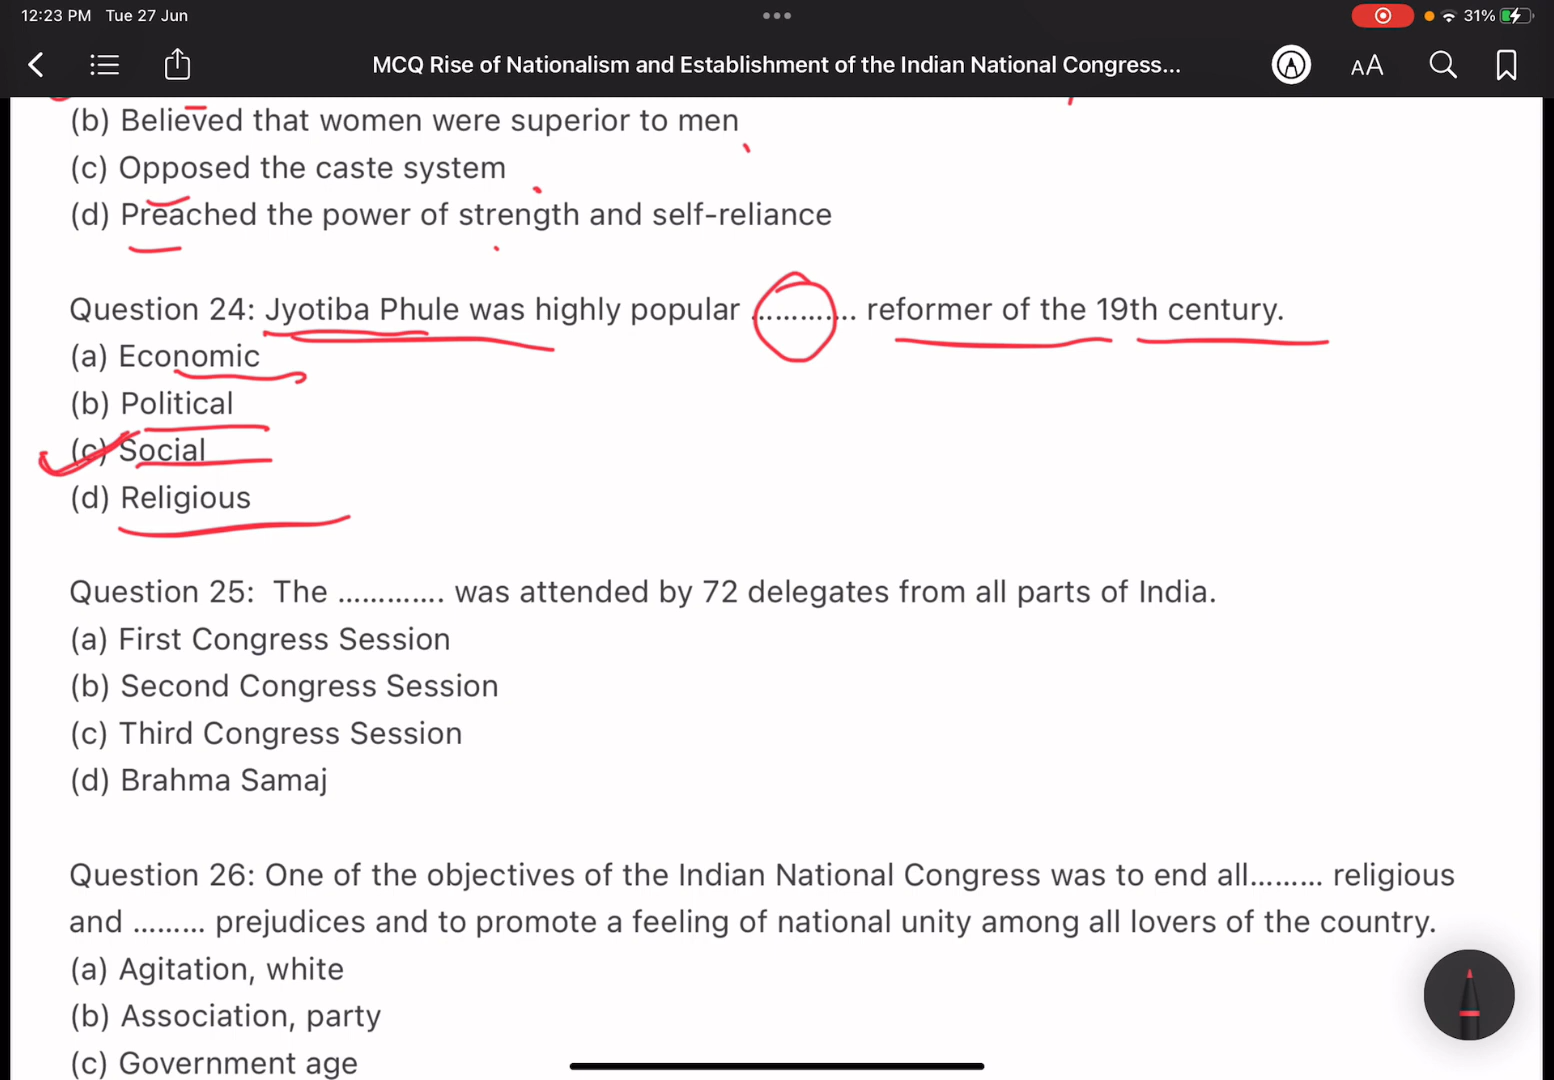 12:23 PM Tue 27 Jun
31%
MCQ Rise of Nationalism and Establishment of the Indian National Congress...
AA
(b) Believed that women were superior to men
(c) Opposed the caste system
(d) Preached the power of strength and self-reliance
Question 24: Jyotiba Phule was highly popular ............. reformer of the 19th century.
(a) Economic
(b) Political
(c) Social
(d) Religious
Question 25: The ............. was attended by 72 delegates from all parts of India.
(a) First Congress Session
(b) Second Congress Session
(c) Third Congress Session
(d) Brahma Samaj
Question 26: One of the objectives of the Indian National Congress was to end all......... religious
and ......... prejudices and to promote a feeling of national unity among all lovers of the country.
(a) Agitation, white
(b) Association, party
(c) Government age